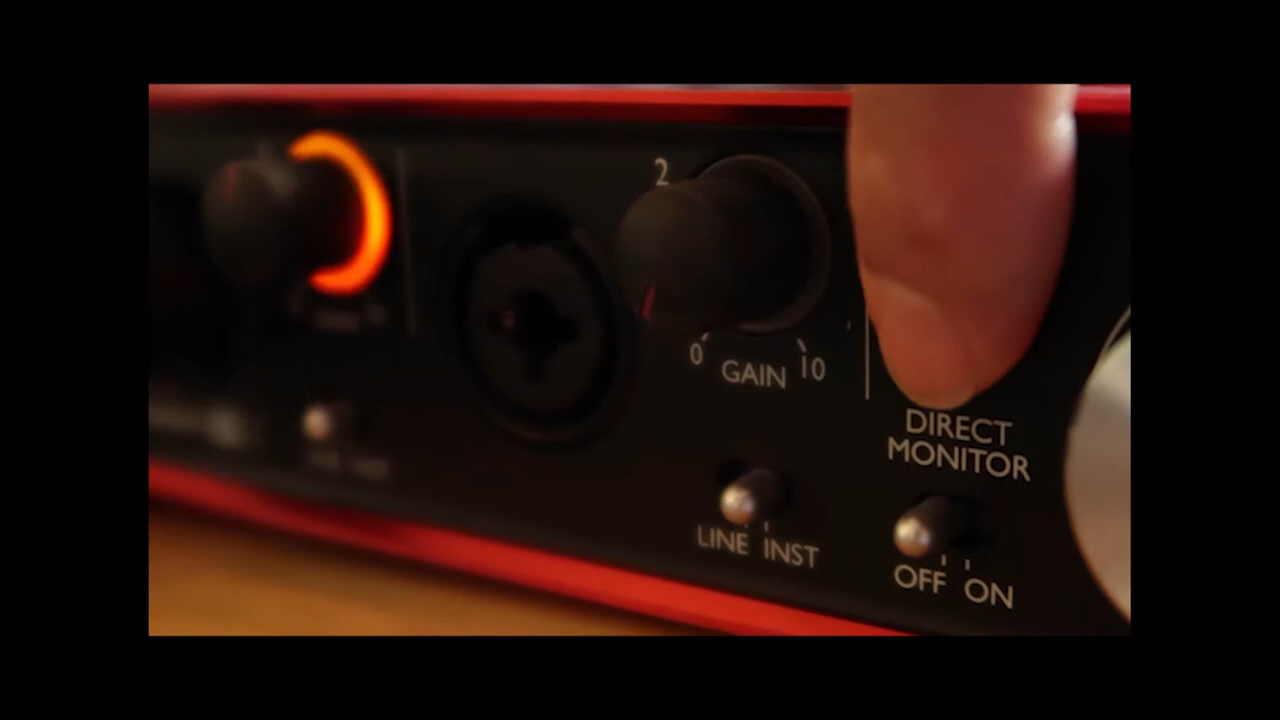 2
0 GAIN 10
DIRECT
MONITOR
LINE INST
OFF ON